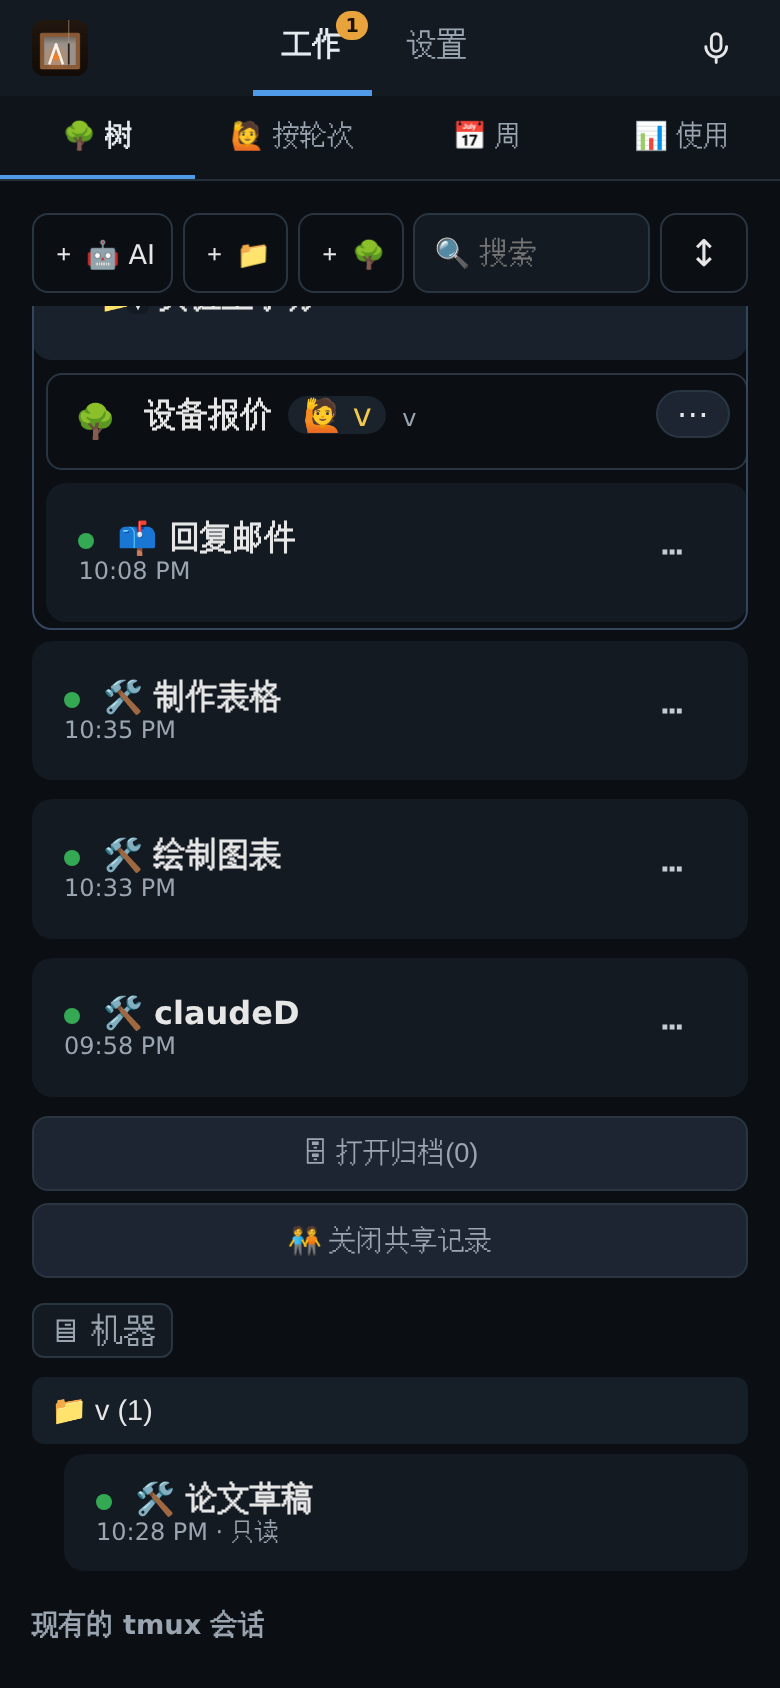 工作 1 设置
🌳 树 🙋 按轮次 📅 周 📊 使用
+ 🤖 AI + 📁 + 🌳 🔍 搜索 ↕
🌳 设备报价 🙋 v v ⋯
📬 回复邮件 ⋯
10:08 PM
🛠 制作表格 ⋯
10:35 PM
🛠 绘制图表 ⋯
10:33 PM
🛠 claudeD ⋯
09:58 PM
🗄 打开归档(0)
🧑‍🤝‍🧑 关闭共享记录
🖥 机器
📁 v (1)
🛠 论文草稿
10:28 PM · 只读
现有的 tmux 会话